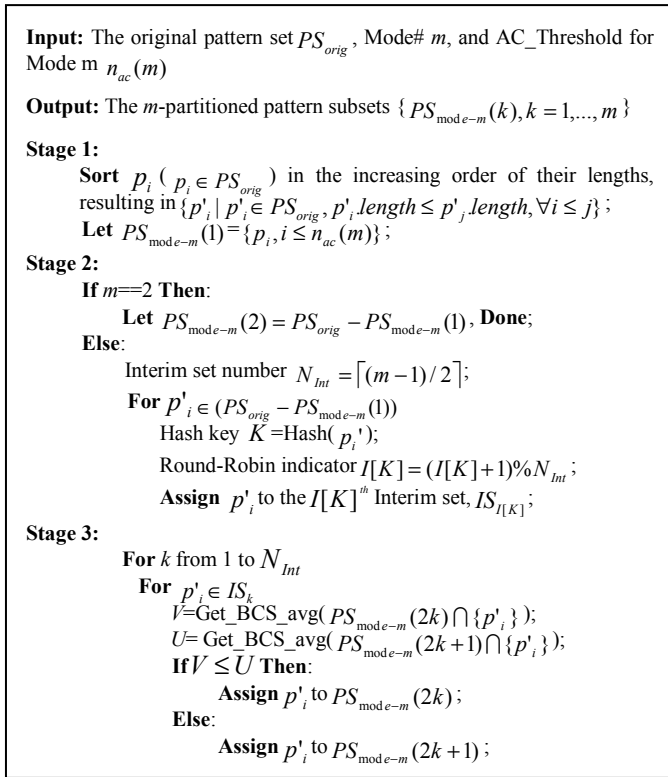 Input: The original pattern set PS_orig , Mode# m, and AC_Threshold for
Mode m n_ac(m)
Output: The m-partitioned pattern subsets {PS_mode−m(k), k = 1,..., m}
Stage 1:
Sort p_i ( p_i ∈ PS_orig ) in the increasing order of their lengths,
resulting in {p'_i | p'_i ∈ PS_orig, p'_i.length ≤ p'_j.length, ∀i ≤ j} ;
Let PS_mode−m(1) = {p_i, i ≤ n_ac(m)} ;
Stage 2:
If m==2 Then:
Let PS_mode−m(2) = PS_orig − PS_mode−m(1) , Done;
Else:
Interim set number N_Int = ⌈(m−1)/2⌉;
For p'_i ∈ (PS_orig − PS_mode−m(1))
Hash key K =Hash( p_i' );
Round-Robin indicator I[K] = (I[K]+1)%N_Int ;
Assign p'_i to the I[K]^th Interim set, IS_I[K] ;
Stage 3:
For k from 1 to N_Int
For p'_i ∈ IS_k
V=Get_BCS_avg( PS_mode−m(2k) ∩ {p'_i} );
U= Get_BCS_avg( PS_mode−m(2k+1) ∩ {p'_i} );
If V ≤ U Then:
Assign p'_i to PS_mode−m(2k) ;
Else:
Assign p'_i to PS_mode−m(2k+1) ;